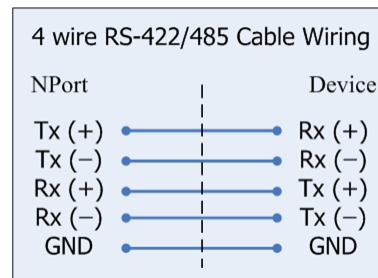 4 wire RS-422/485 Cable Wiring
NPort Device
Tx (+) Rx (+)
Tx (−) Rx (−)
Rx (+) Tx (+)
Rx (−) Tx (−)
GND GND